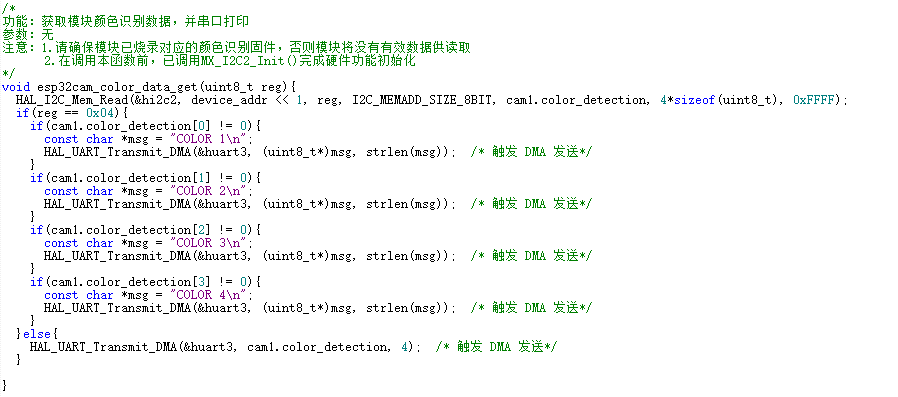 /*
功能: 获取模块颜色识别数据，并串口打印
参数: 无
注意: 1.请确保模块已烧录对应的颜色识别固件，否则模块将没有有效数据供读取
2.在调用本函数前，已调用MX_I2C2_Init()完成硬件功能初始化
*/
void esp32cam_color_data_get(uint8_t reg){
HAL_I2C_Mem_Read(&hi2c2, device_addr << 1, reg, I2C_MEMADD_SIZE_8BIT, cam1.color_detection, 4*sizeof(uint8_t), 0xFFFF);
if(reg == 0x04){
if(cam1.color_detection[0] != 0){
const char *msg = "COLOR 1\n";
HAL_UART_Transmit_DMA(&huart3, (uint8_t*)msg, strlen(msg)); /* 触发 DMA 发送*/
}
if(cam1.color_detection[1] != 0){
const char *msg = "COLOR 2\n";
HAL_UART_Transmit_DMA(&huart3, (uint8_t*)msg, strlen(msg)); /* 触发 DMA 发送*/
}
if(cam1.color_detection[2] != 0){
const char *msg = "COLOR 3\n";
HAL_UART_Transmit_DMA(&huart3, (uint8_t*)msg, strlen(msg)); /* 触发 DMA 发送*/
}
if(cam1.color_detection[3] != 0){
const char *msg = "COLOR 4\n";
HAL_UART_Transmit_DMA(&huart3, (uint8_t*)msg, strlen(msg)); /* 触发 DMA 发送*/
}
}else{
HAL_UART_Transmit_DMA(&huart3, cam1.color_detection, 4); /* 触发 DMA 发送*/
}
}